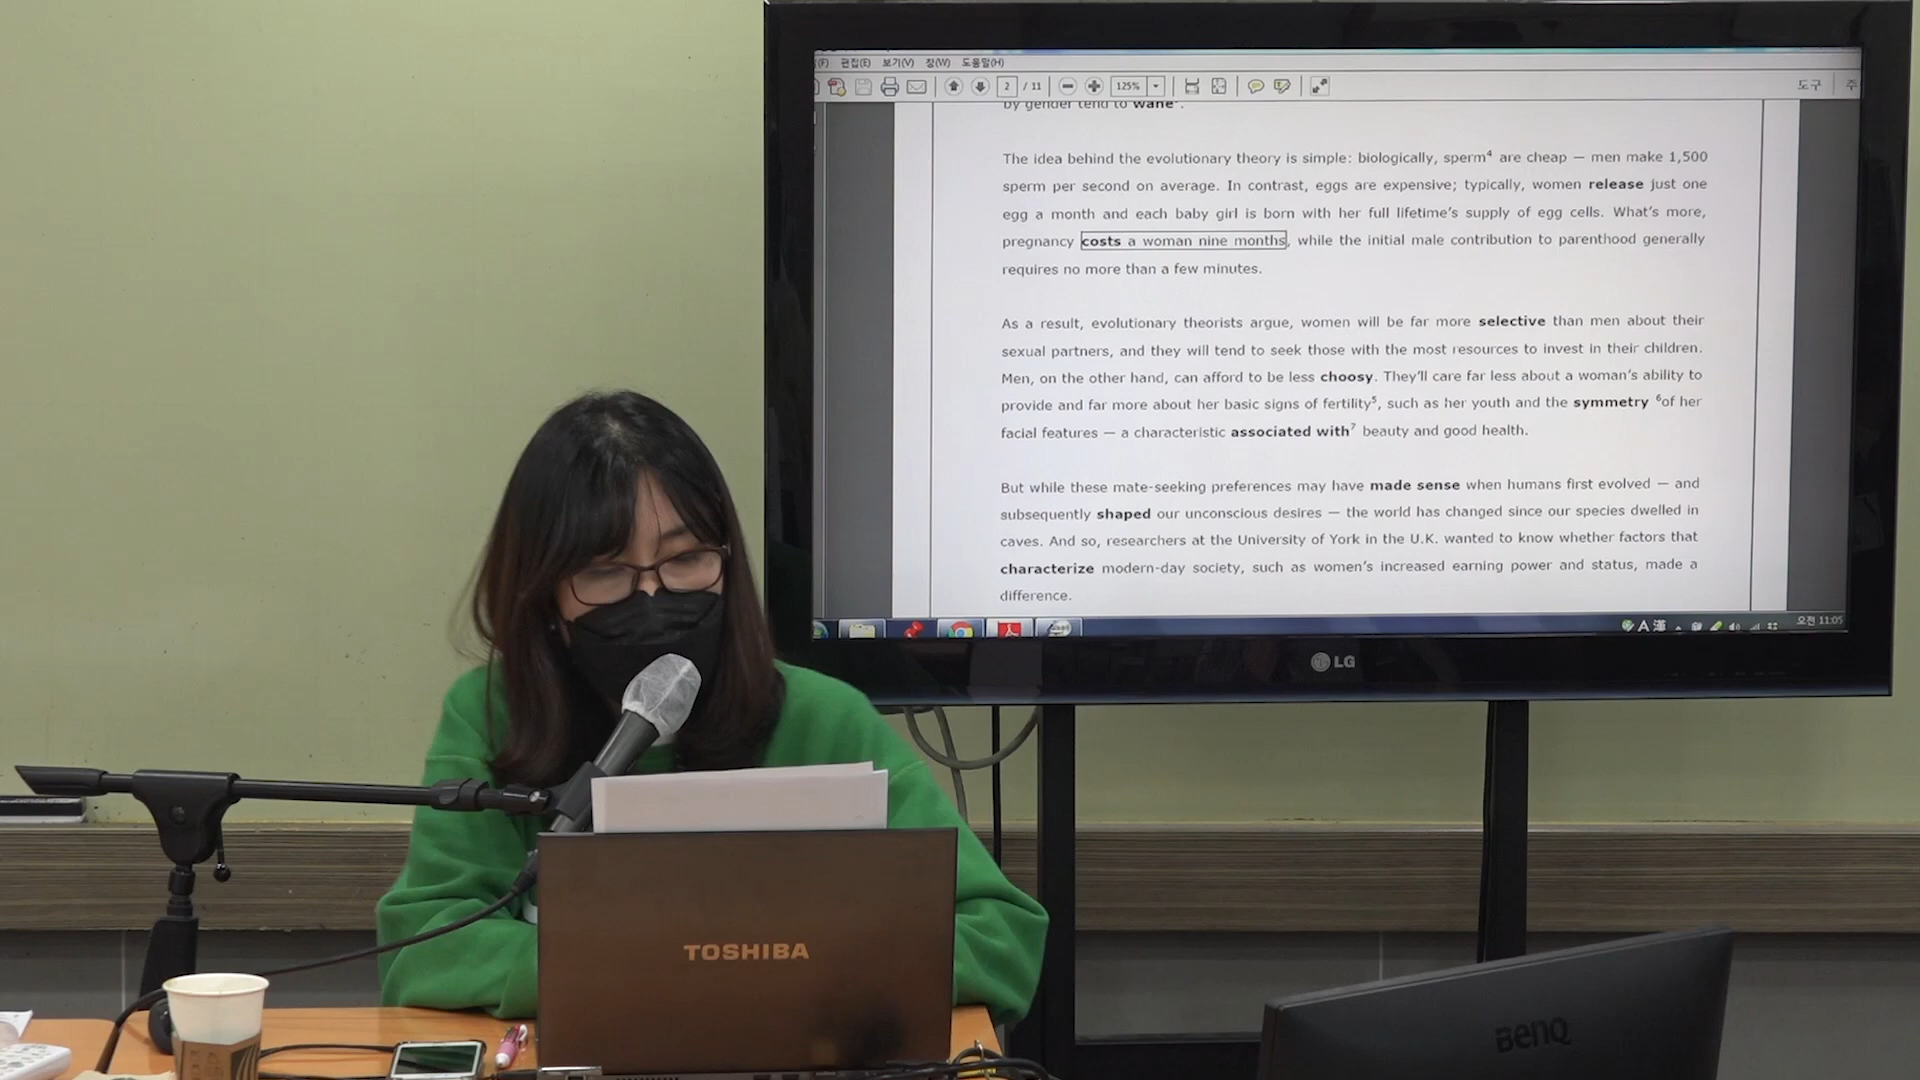 (F) 편집(E) 보기(V) 창(W) 도움말(H)
2 / 11 125% 도구 주
by gender tend to wane³.
The idea behind the evolutionary theory is simple: biologically, sperm⁴ are cheap — men make 1,500
sperm per second on average. In contrast, eggs are expensive; typically, women release just one
egg a month and each baby girl is born with her full lifetime's supply of egg cells. What's more,
pregnancy costs a woman nine months, while the initial male contribution to parenthood generally
requires no more than a few minutes.
As a result, evolutionary theorists argue, women will be far more selective than men about their
sexual partners, and they will tend to seek those with the most resources to invest in their children.
Men, on the other hand, can afford to be less choosy. They'll care far less about a woman's ability to
provide and far more about her basic signs of fertility⁵, such as her youth and the symmetry ⁶of her
facial features — a characteristic associated with⁷ beauty and good health.
But while these mate-seeking preferences may have made sense when humans first evolved — and
subsequently shaped our unconscious desires — the world has changed since our species dwelled in
caves. And so, researchers at the University of York in the U.K. wanted to know whether factors that
characterize modern-day society, such as women's increased earning power and status, made a
difference.
A 漢 오전 11:05
LG
TOSHIBA
BenQ